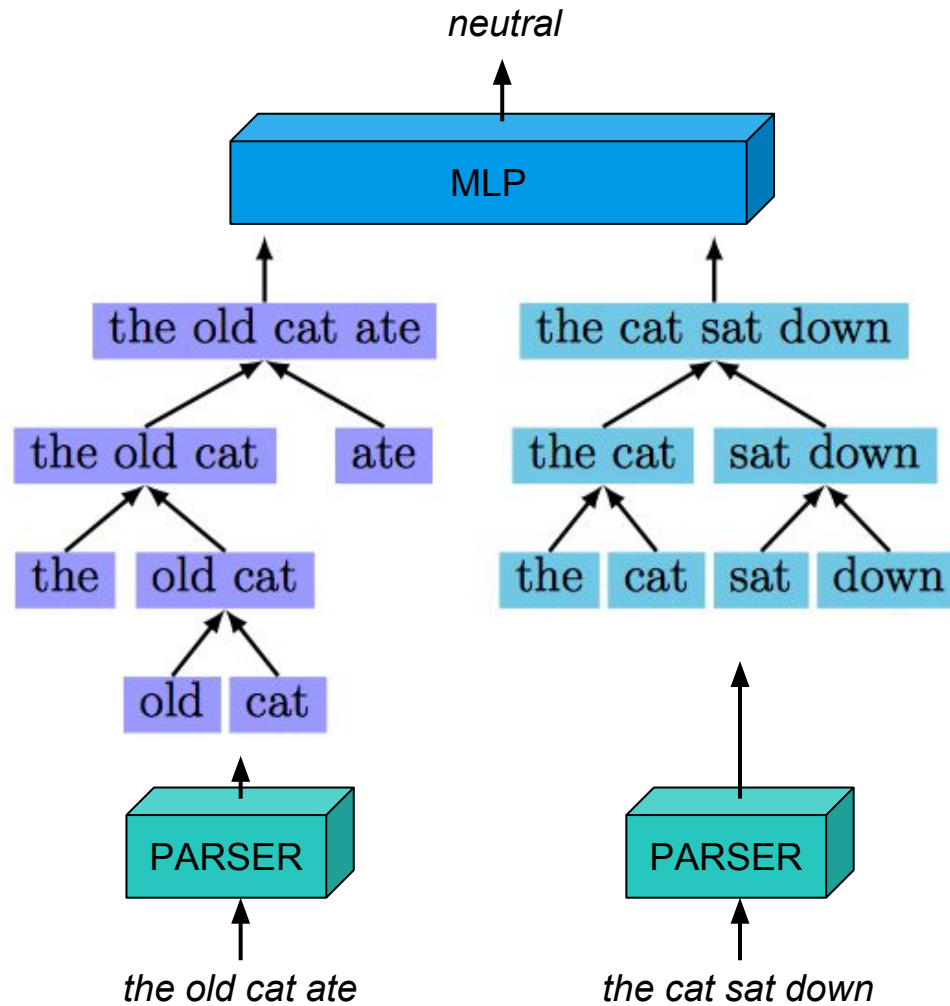 neutral
MLP
the old cat ate
the cat sat down
the old cat
ate
the cat
sat down
the
old cat
the
cat
sat
down
old
cat
PARSER
PARSER
the old cat ate
the cat sat down